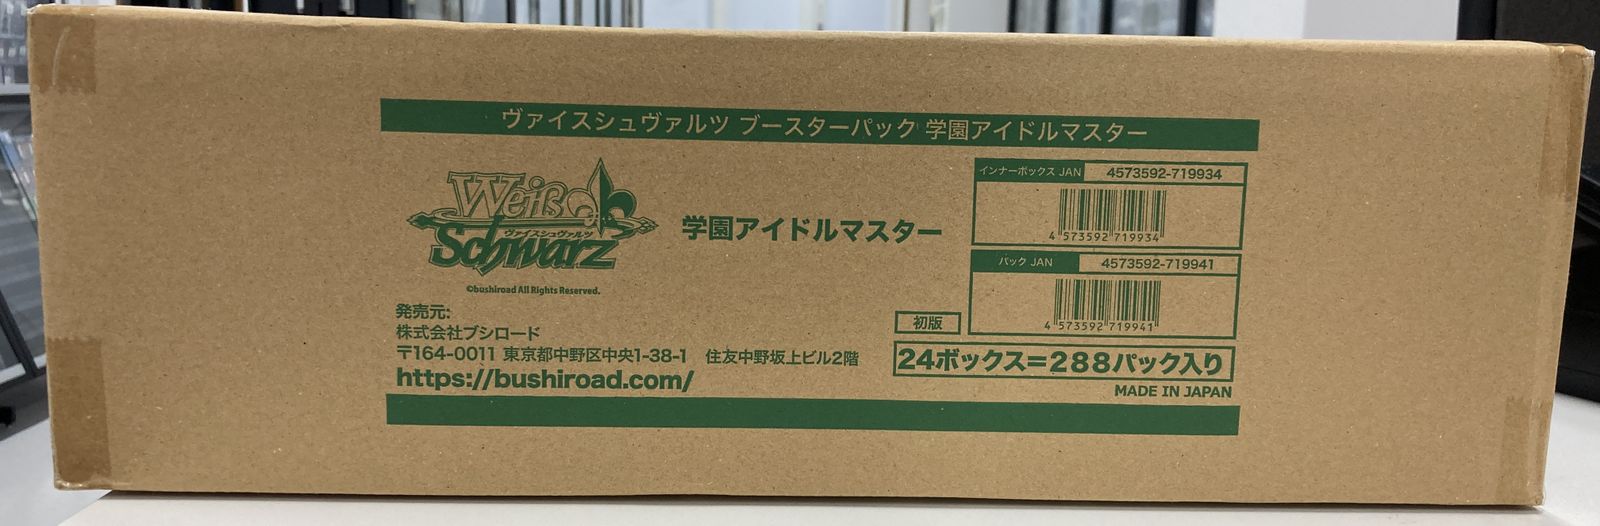 ヴァイスシュヴァルツ ブースターパック 学園アイドルマスター
Weiß
ヴァイスシュヴァルツ
Schwarz
©bushiroad All Rights Reserved.
学園アイドルマスター
インナーボックス JAN 4573592-719934
4 573592 719934
パック JAN 4573592-719941
4 573592 719941
発売元:
株式会社ブシロード
〒164-0011 東京都中野区中央1-38-1 住友中野坂上ビル2階
https://bushiroad.com/
初版
24ボックス=288パック入り
MADE IN JAPAN